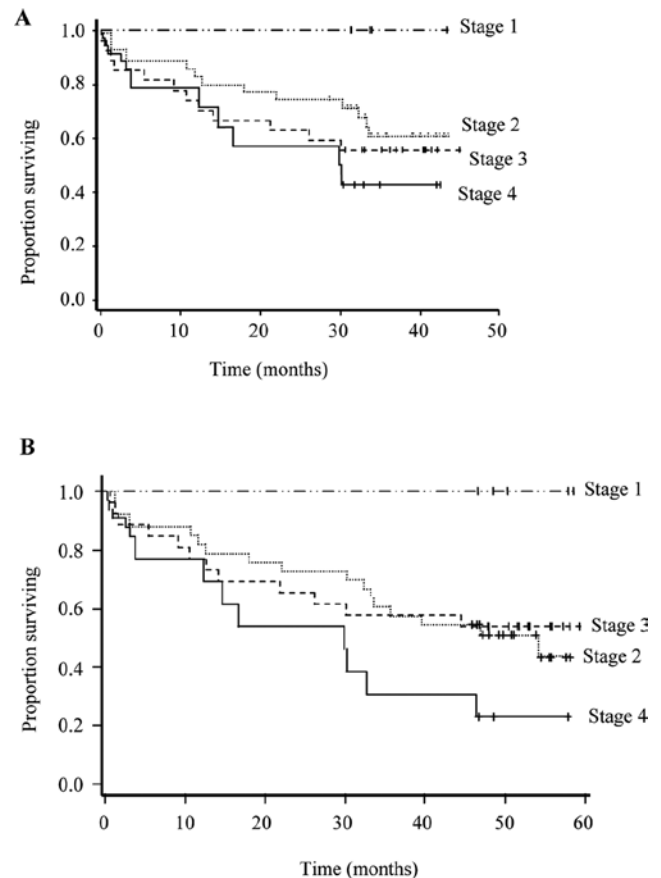 A
1.0
0.8
0.6
0.4
0.2
0.0
Proportion surviving
Stage 1
Stage 2
Stage 3
Stage 4
0 10 20 30 40 50
Time (months)
B
1.0
0.8
0.6
0.4
0.2
0.0
Proportion surviving
Stage 1
Stage 3
Stage 2
Stage 4
0 10 20 30 40 50 60
Time (months)